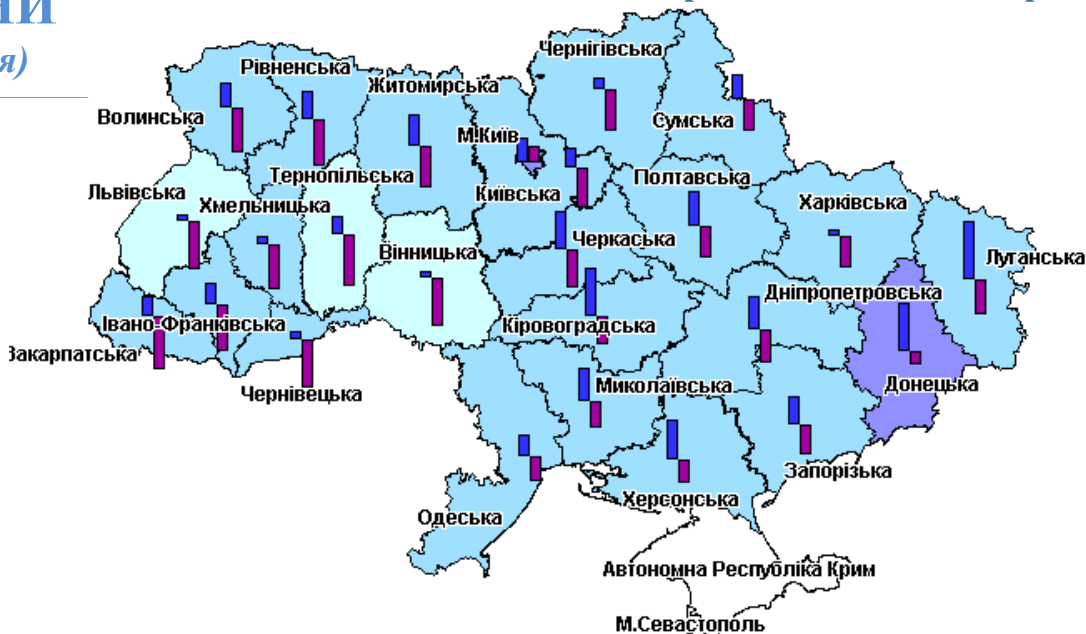 я)
Чернігівська
Рівненська
Житомирська
Волинська
М.Київ
Сумська
Тернопільська
Полтавська
Львівська
Київська
Хмельницька
Харківська
Черкаська
Вінницька
Луганська
Дніпропетровська
Івано-Франківська
Кіровоградська
Закарпатська
Донецька
Миколаївська
Чернівецька
Запорізька
Херсонська
Одеська
Автономна Республіка Крим
М.Севастополь